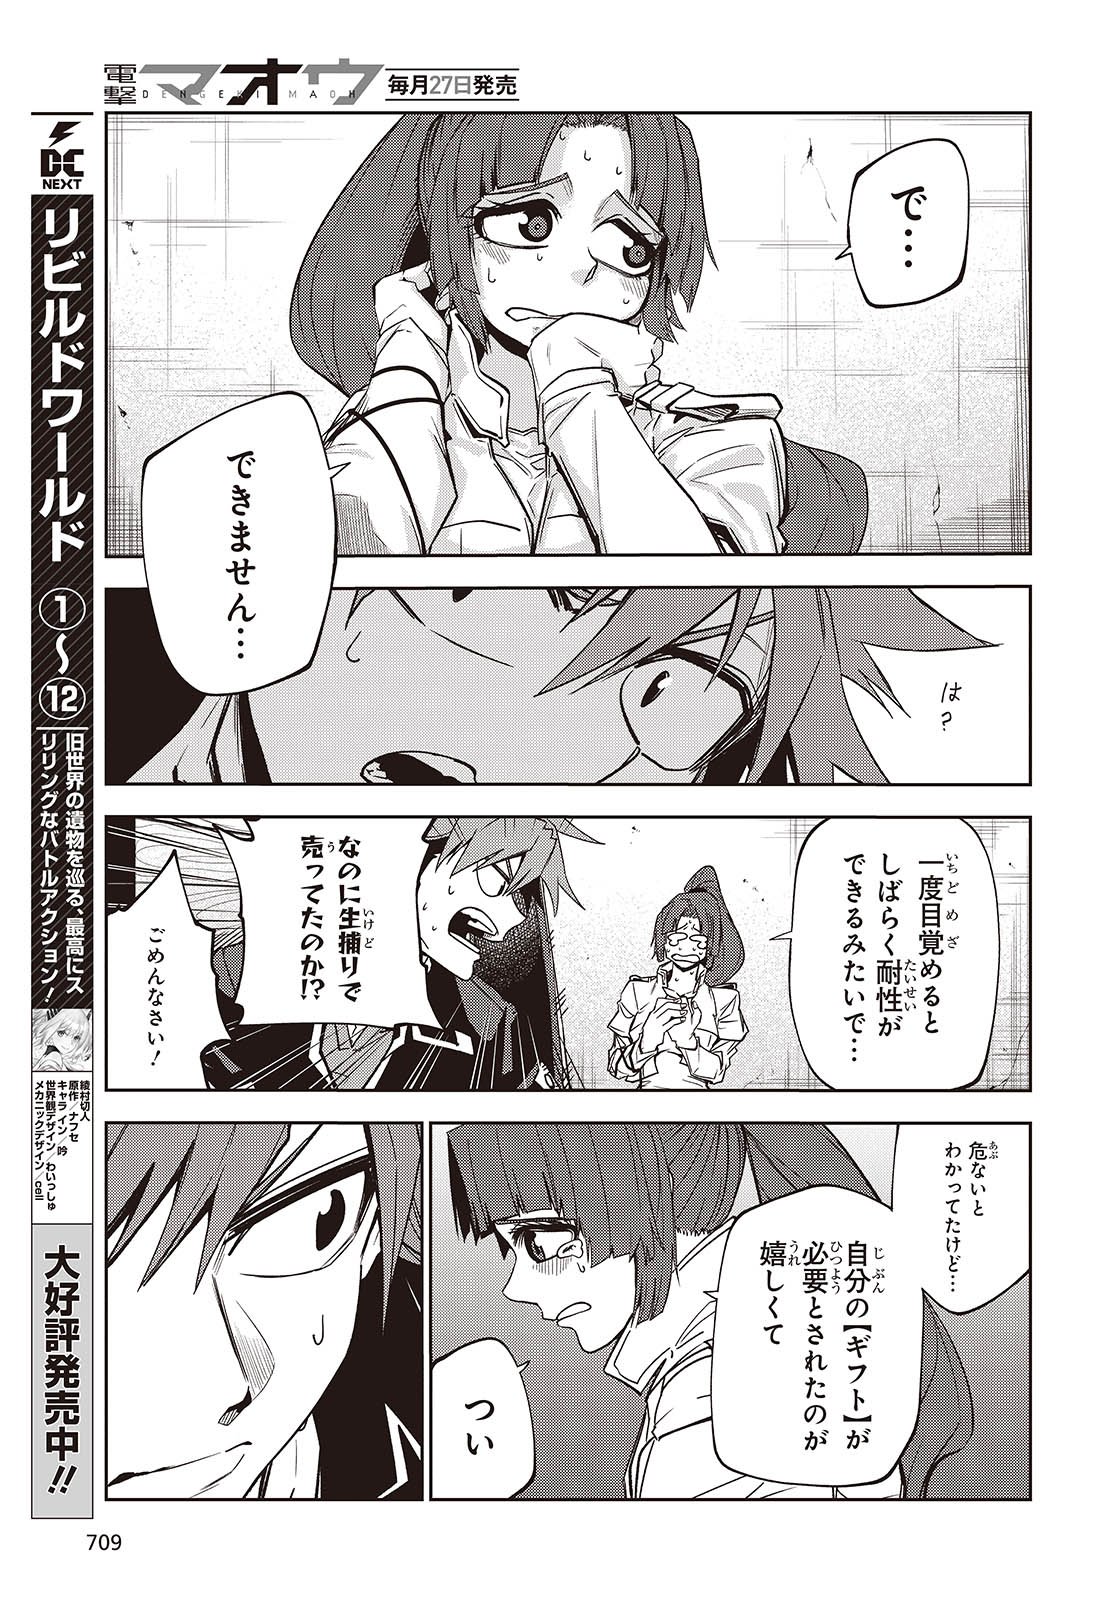 電撃マオウ
DENGEKI MAOH
毎月27日発売
で…
できません…
は?
一度目覚めると
しばらく耐性が
できるみたいで…
なのに生捕りで
売ってたのか!?
ごめんなさい!
危ないと
わかってたけど…
自分の【ギフト】が
必要とされたのが
嬉しくて
つい
DC
NEXT
リビルドワールド ①〜⑫
旧世界の遺物を巡る、最高にス
リリングなバトルアクション!
綾村切人
原作/ナフセ
キャライン/吟
世界観デザイン/わいっしゅ
メカニックデザイン/cell
大好評発売中!!
709